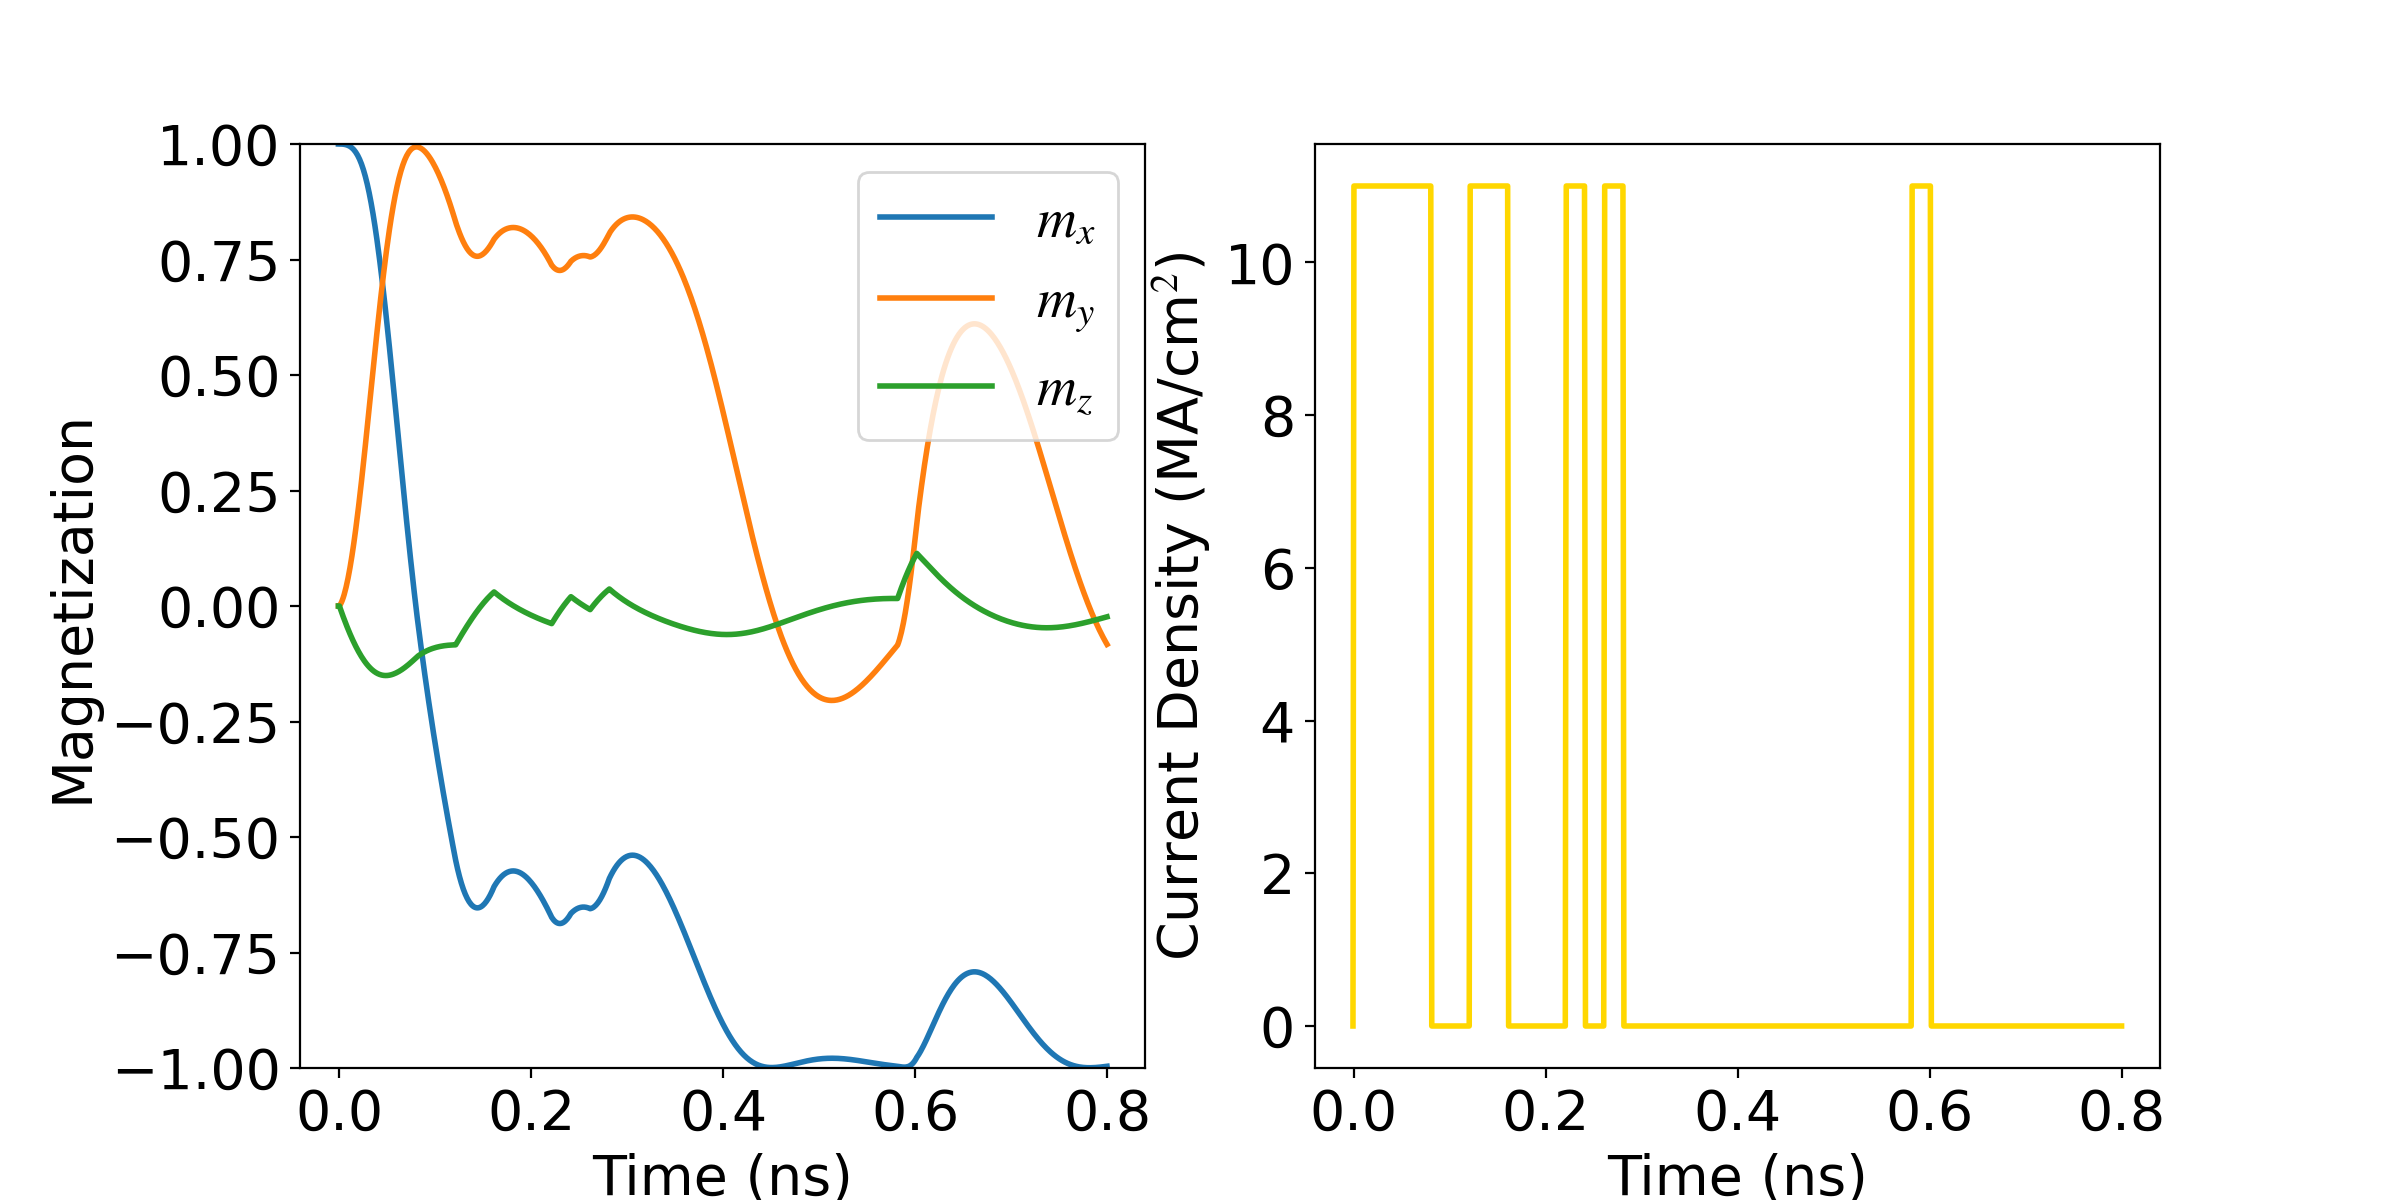 1.00
0.75
0.50
0.25
0.00
−0.25
−0.50
−0.75
−1.00
Magnetization
0.0 0.2 0.4 0.6 0.8
Time (ns)
m_x
m_y
m_z
10
8
6
4
2
0
Current Density (MA/cm²)
0.0 0.2 0.4 0.6 0.8
Time (ns)